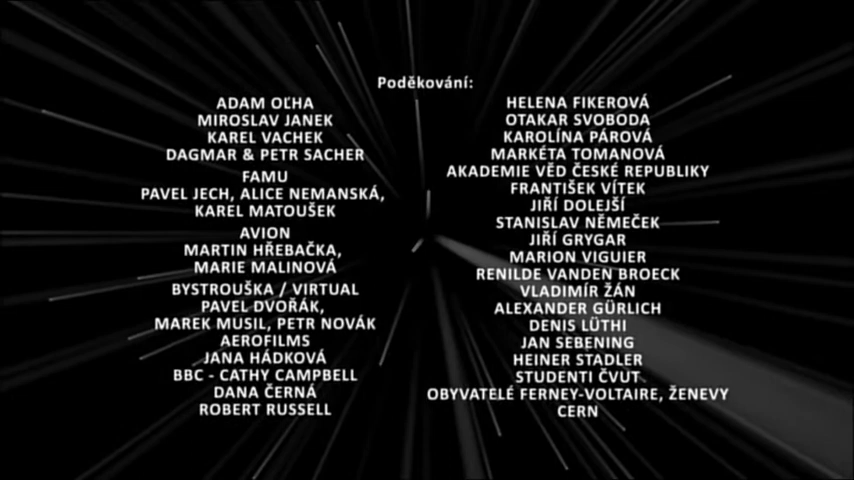 Poděkování:
ADAM OĽHA
MIROSLAV JANEK
KAREL VACHEK
DAGMAR & PETR SACHER
FAMU
PAVEL JECH, ALICE NEMANSKÁ,
KAREL MATOUŠEK
AVION
MARTIN HŘEBAČKA,
MARIE MALINOVÁ
BYSTROUŠKA / VIRTUAL
PAVEL DVOŘÁK,
MAREK MUSIL, PETR NOVÁK
AEROFILMS
JANA HÁDKOVÁ
BBC - CATHY CAMPBELL
DANA ČERNÁ
ROBERT RUSSELL
HELENA FIKEROVÁ
OTAKAR SVOBODA
KAROLÍNA PÁROVÁ
MARKÉTA TOMANOVÁ
AKADEMIE VĚD ČESKÉ REPUBLIKY
FRANTIŠEK VÍTEK
JIŘÍ DOLEJŠÍ
STANISLAV NĚMEČEK
JIŘÍ GRYGAR
MARION VIGUIER
RENILDE VANDEN BROECK
VLADIMÍR ŽÁN
ALEXANDER GÜRLICH
DENIS LÜTHI
JAN SEBENING
HEINER STADLER
STUDENTI ČVUT
OBYVATELÉ FERNEY-VOLTAIRE, ŽENEVY
CERN